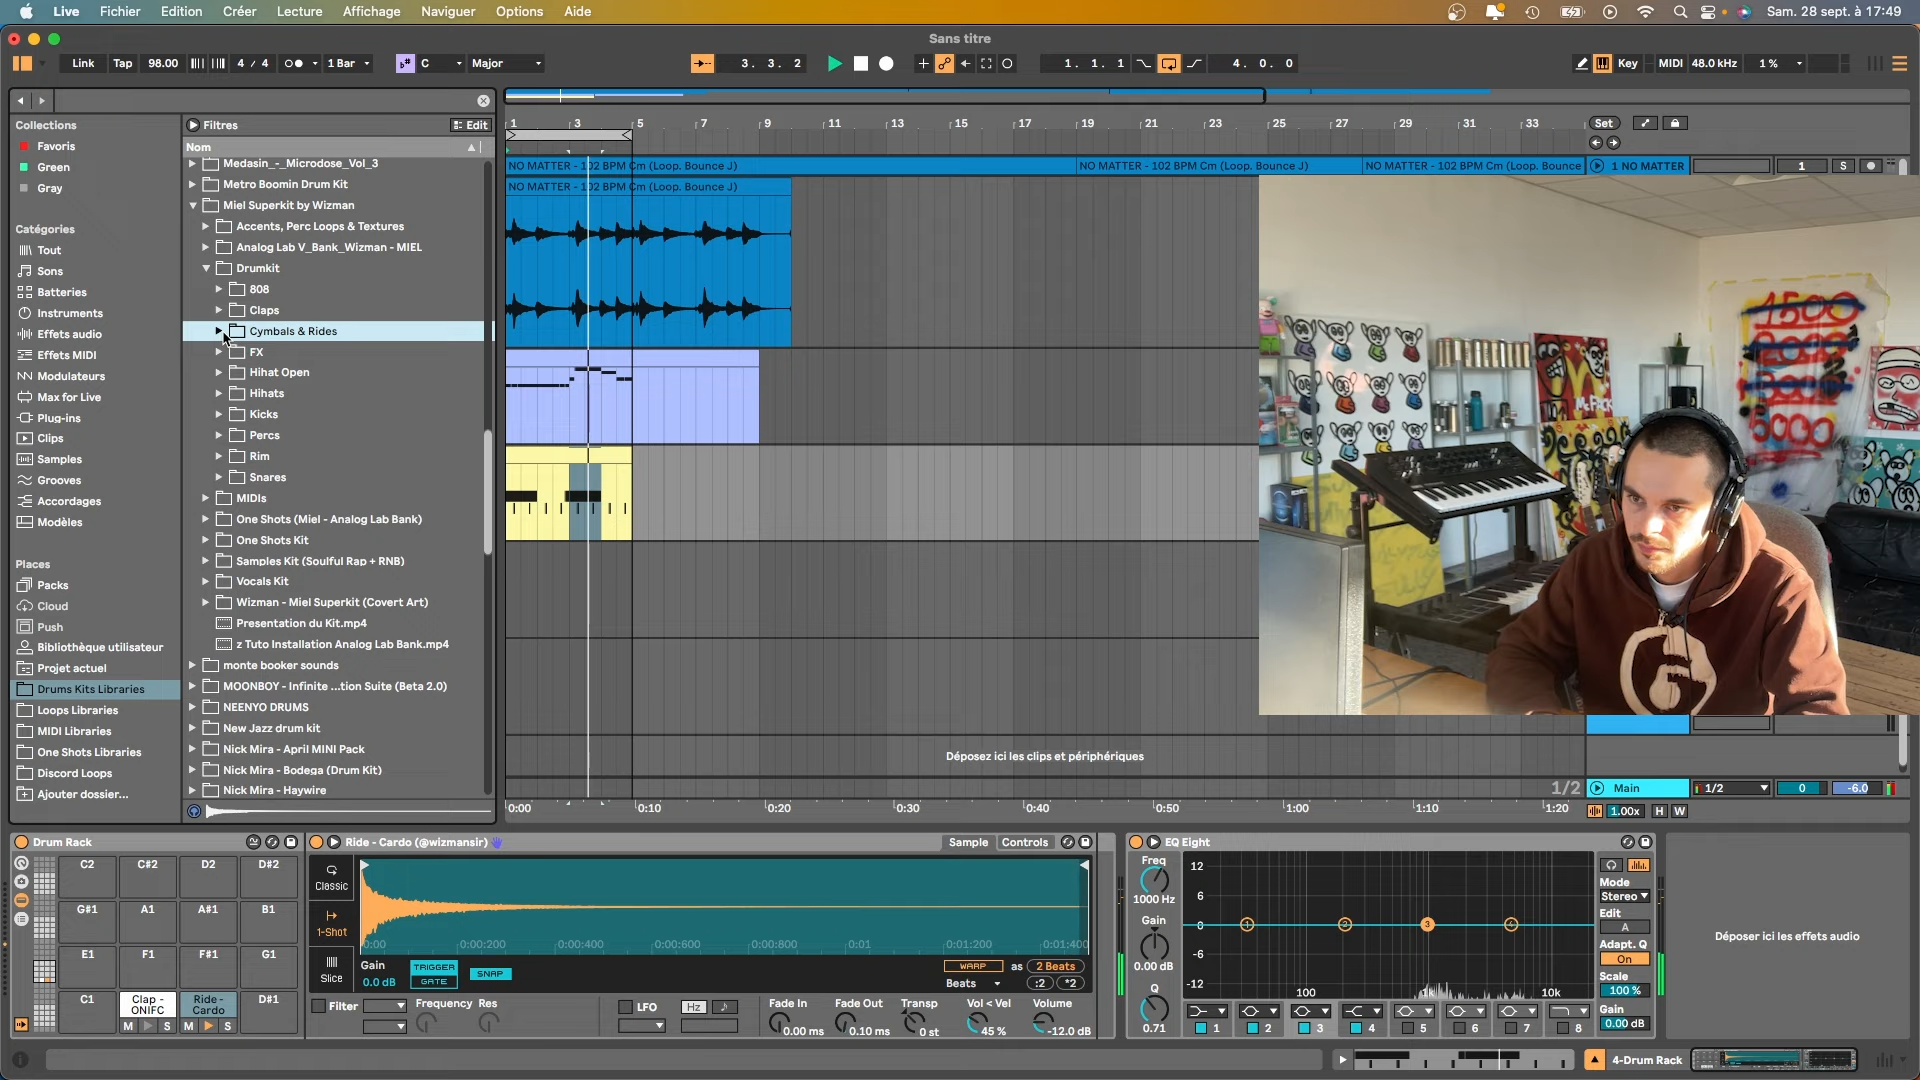 Live Fichier Edition Créer Lecture Affichage Naviguer Options Aide
Sam. 28 sept. à 17:49
Sans titre
Link Tap 98.00 4 / 4 1 Bar C Major
3. 3. 2
1. 1. 1
4. 0. 0
Key MIDI 48.0 kHz 1 %
Collections
Favoris
Green
Gray
Catégories
Tout
Sons
Batteries
Instruments
Effets audio
Effets MIDI
Modulateurs
Max for Live
Plug-ins
Clips
Samples
Grooves
Accordages
Modèles
Places
Packs
Cloud
Push
Bibliothèque utilisateur
Projet actuel
Drums Kits Libraries
Loops Libraries
MIDI Libraries
One Shots Libraries
Discord Loops
Ajouter dossier...
Filtres
Edit
Nom
Medasin_-_Microdose_Vol_3
Metro Boomin Drum Kit
Miel Superkit by Wizman
Accents, Perc Loops & Textures
Analog Lab V_Bank_Wizman - MIEL
Drumkit
808
Claps
Cymbals & Rides
FX
Hihat Open
Hihats
Kicks
Percs
Rim
Snares
MIDIs
One Shots (Miel - Analog Lab Bank)
One Shots Kit
Samples Kit (Soulful Rap + RNB)
Vocals Kit
Wizman - Miel Superkit (Covert Art)
Presentation du Kit.mp4
z Tuto Installation Analog Lab Bank.mp4
monte booker sounds
MOONBOY - Infinite ...tion Suite (Beta 2.0)
NEENYO DRUMS
New Jazz drum kit
Nick Mira - April MINI Pack
Nick Mira - Bodega (Drum Kit)
Nick Mira - Haywire
1 3 5 7 9 11 13 15 17 19 21 23 25 27 29 31 33
Set
NO MATTER - 102 BPM Cm (Loop. Bounce J)
NO MATTER - 102 BPM Cm (Loop. Bounce J)
NO MATTER - 102 BPM Cm (Loop. Bounce
1 NO MATTER
1
S
NO MATTER - 102 BPM Cm (Loop. Bounce J)
1500
5000
McFACK
Déposez ici les clips et périphériques
1/2
Main
1/2
0
-6.0
0:00 0:10 0:20 0:30 0:40 0:50 1:00 1:10 1:20
1.00x
H
W
Drum Rack
C2 C#2 D2 D#2
G#1 A1 A#1 B1
E1 F1 F#1 G1
C1
Clap - ONIFC
Ride - Cardo
D#1
M S M S
Ride - Cardo (@wizmansir)
Sample
Controls
Classic
1-Shot
Slice
0:00 0:00:200 0:00:400 0:00:600 0:00:800 0:01 0:01:200 0:01:400
Gain
0.0 dB
TRIGGER
GATE
SNAP
WARP
as
2 Beats
Beats
:2
*2
Filter
Frequency Res
LFO
Hz
Fade In
0.00 ms
Fade Out
0.10 ms
Transp
0 st
Vol < Vel
45 %
Volume
-12.0 dB
EQ Eight
Freq
1000 Hz
Gain
0.00 dB
Q
0.71
12
6
0
-6
-12
100
10k
1 2 3 4
1 2 3 4 5 6 7 8
Mode
Stereo
Edit
A
Adapt. Q
On
Scale
100 %
Gain
0.00 dB
Déposer ici les effets audio
4-Drum Rack